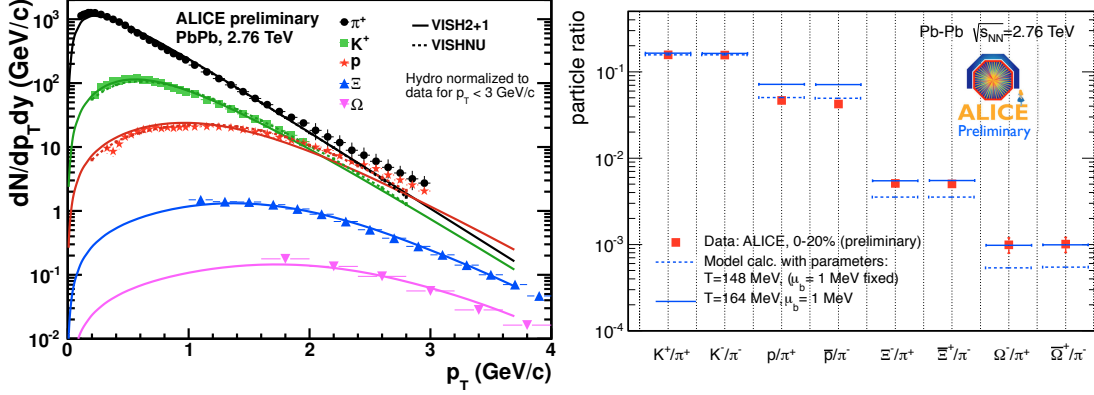 ALICE preliminary
PbPb, 2.76 TeV
π⁺
K⁺
p
Ξ
Ω
VISH2+1
VISHNU
Hydro normalized to
data for p_T < 3 GeV/c
dN/dp_Tdy (GeV/c)
10³
10²
10
1
10⁻¹
10⁻²
0 1 2 3 4
p_T (GeV/c)
particle ratio
10⁻¹
10⁻²
10⁻³
10⁻⁴
Pb-Pb √s_NN=2.76 TeV
ALICE
Preliminary
Data: ALICE, 0-20% (preliminary)
Model calc. with parameters:
T=148 MeV, (μ_b= 1 MeV fixed)
T=164 MeV, μ_b= 1 MeV
K⁺/π⁺ K⁻/π⁻ p/π⁺ p̅/π⁻ Ξ⁻/π⁺ Ξ̅⁺/π⁻ Ω⁻/π⁺ Ω̅⁺/π⁻